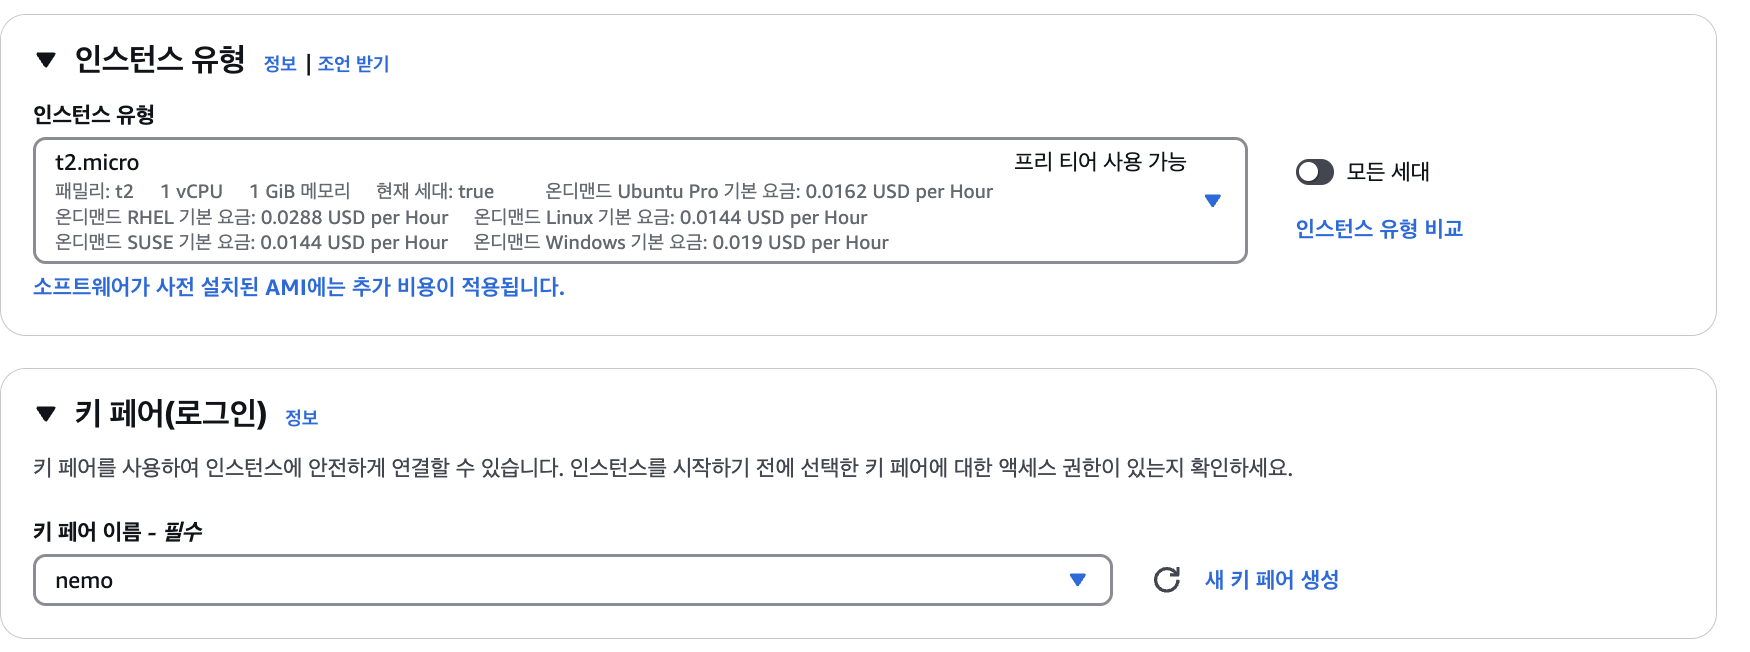 인스턴스 유형 정보 | 조언 받기
인스턴스 유형
t2.micro 프리 티어 사용 가능
패밀리: t2 1 vCPU 1 GiB 메모리 현재 세대: true 온디맨드 Ubuntu Pro 기본 요금: 0.0162 USD per Hour
온디맨드 RHEL 기본 요금: 0.0288 USD per Hour 온디맨드 Linux 기본 요금: 0.0144 USD per Hour
온디맨드 SUSE 기본 요금: 0.0144 USD per Hour 온디맨드 Windows 기본 요금: 0.019 USD per Hour
모든 세대
인스턴스 유형 비교
소프트웨어가 사전 설치된 AMI에는 추가 비용이 적용됩니다.
키 페어(로그인) 정보
키 페어를 사용하여 인스턴스에 안전하게 연결할 수 있습니다. 인스턴스를 시작하기 전에 선택한 키 페어에 대한 액세스 권한이 있는지 확인하세요.
키 페어 이름 - 필수
nemo
새 키 페어 생성